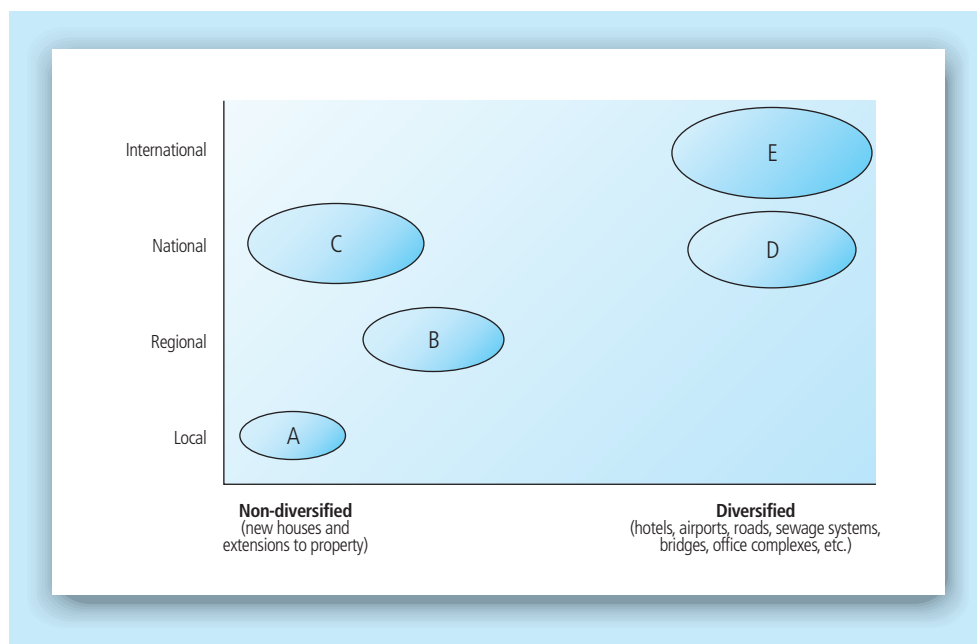 International
E
National
C
D
Regional
B
Local
A
Non-diversified
(new houses and
extensions to property)
Diversified
(hotels, airports, roads, sewage systems,
bridges, office complexes, etc.)